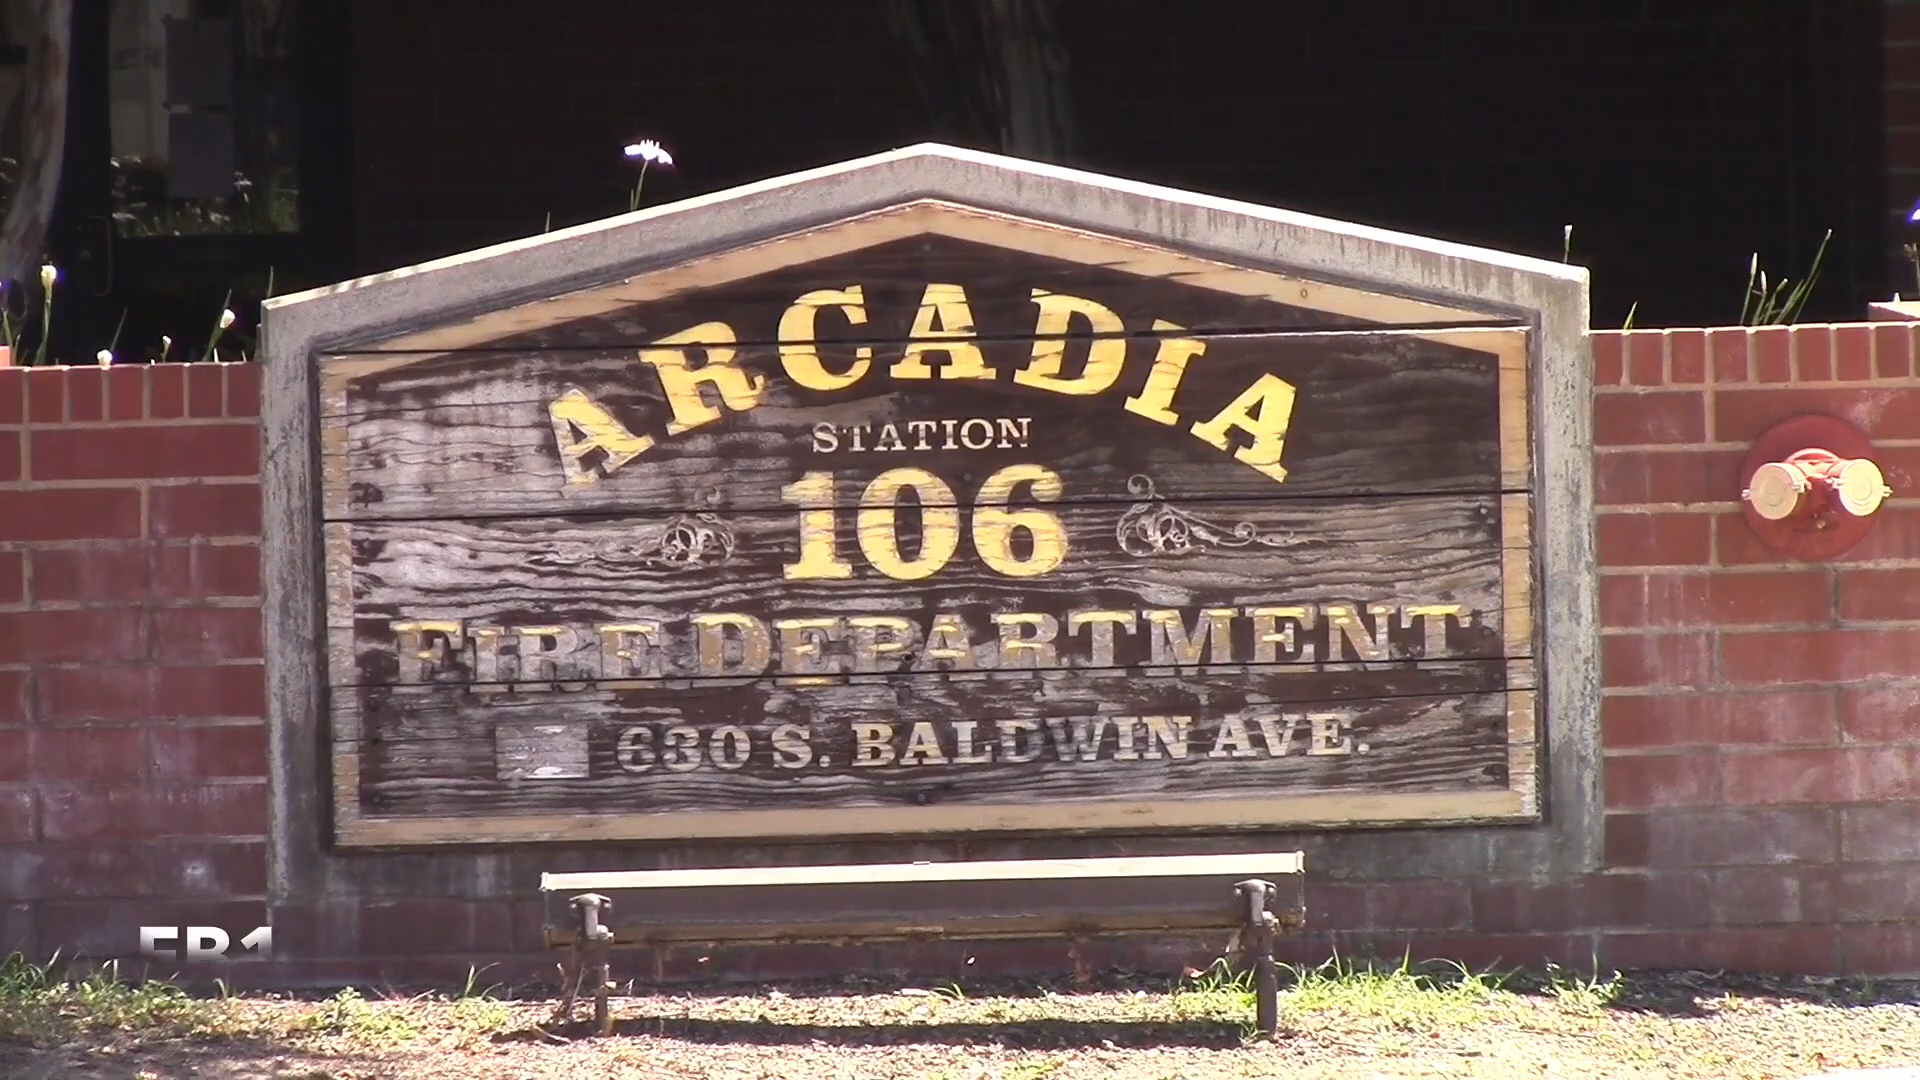 ARCADIA
STATION
106
FIRE DEPARTMENT
630 S. BALDWIN AVE.